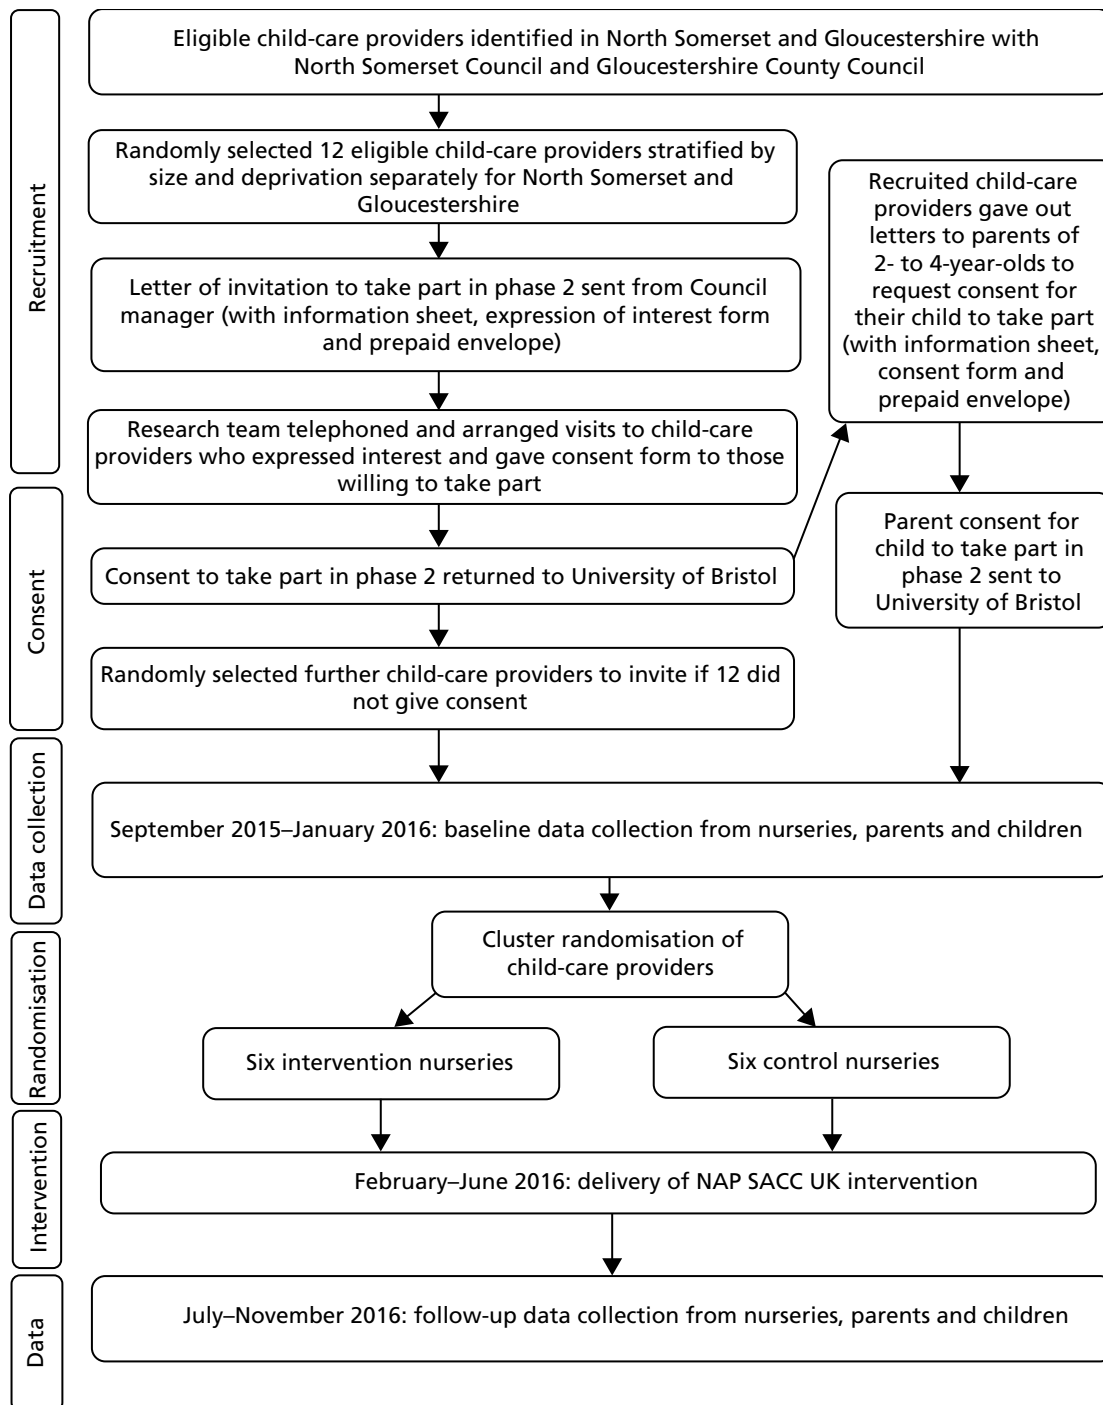 Recruitment
Eligible child-care providers identified in North Somerset and Gloucestershire with
North Somerset Council and Gloucestershire County Council
Randomly selected 12 eligible child-care providers stratified by
size and deprivation separately for North Somerset and
Gloucestershire
Letter of invitation to take part in phase 2 sent from Council
manager (with information sheet, expression of interest form
and prepaid envelope)
Research team telephoned and arranged visits to child-care
providers who expressed interest and gave consent form to those
willing to take part
Recruited child-care
providers gave out
letters to parents of
2- to 4-year-olds to
request consent for
their child to take part
(with information sheet,
consent form and
prepaid envelope)
Consent
Consent to take part in phase 2 returned to University of Bristol
Randomly selected further child-care providers to invite if 12 did
not give consent
Parent consent for
child to take part in
phase 2 sent to
University of Bristol
Data collection
September 2015–January 2016: baseline data collection from nurseries, parents and children
Randomisation
Cluster randomisation of
child-care providers
Six intervention nurseries
Six control nurseries
Intervention
February–June 2016: delivery of NAP SACC UK intervention
Data
July–November 2016: follow-up data collection from nurseries, parents and children